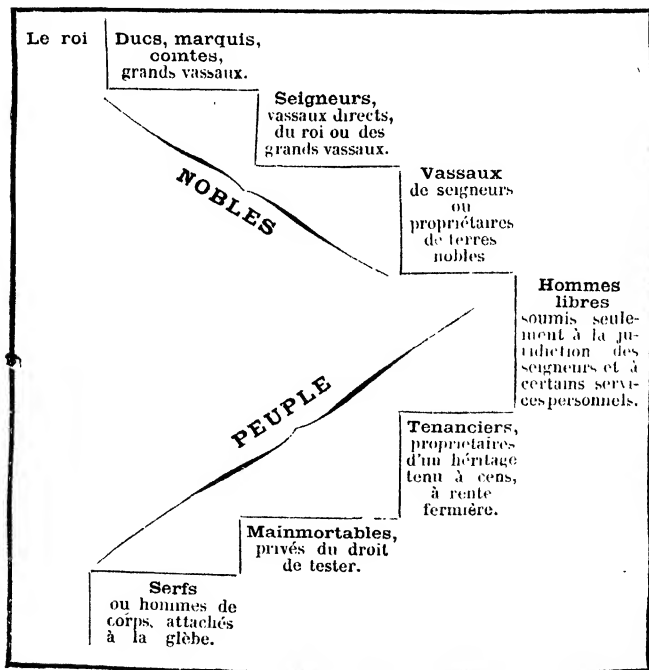 Le roi
Ducs, marquis,
comtes,
grands vassaux.
Seigneurs,
vassaux directs,
du roi ou des
grands vassaux.
NOBLES
Vassaux
de seigneurs
ou
propriétaires
de terres
nobles
Hommes
libres
soumis seule-
ment à la ju-
ridiction des
seigneurs et à
certains servi-
ces personnels.
PEUPLE
Tenanciers,
propriétaires
d'un héritage
tenu à cens,
à rente
fermière.
Mainmortables,
privés du droit
de tester.
Serfs
ou hommes de
corps, attachés
à la glèbe.